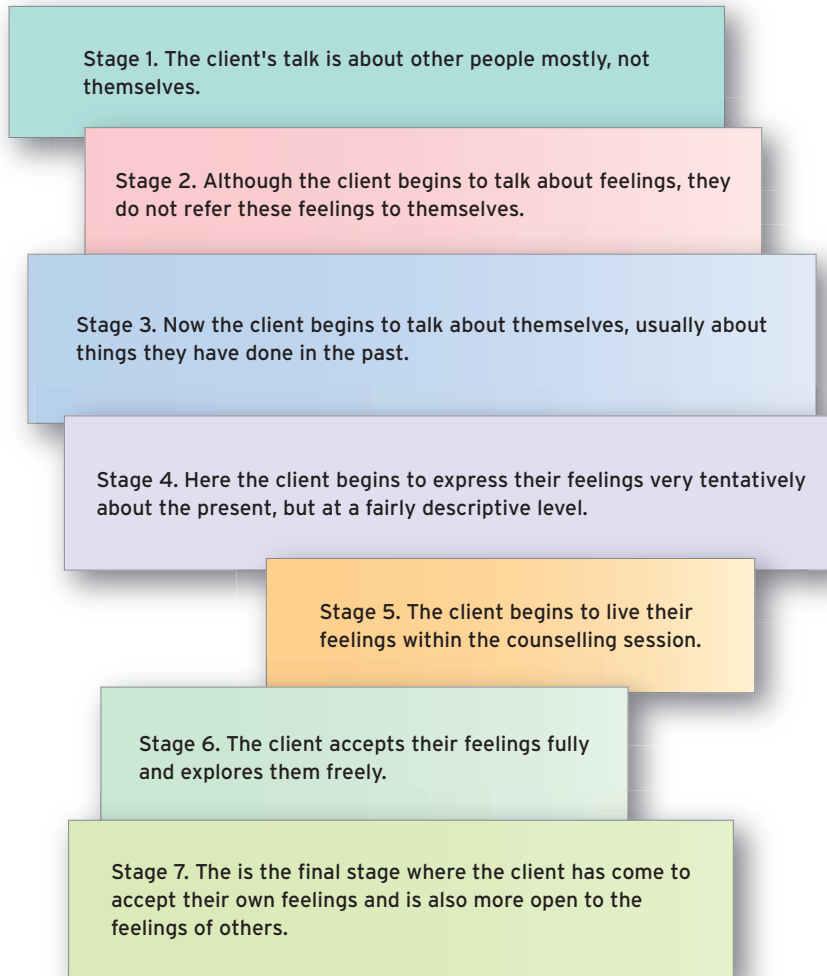 Stage 1. The client's talk is about other people mostly, not
themselves.
Stage 2. Although the client begins to talk about feelings, they
do not refer these feelings to themselves.
Stage 3. Now the client begins to talk about themselves, usually about
things they have done in the past.
Stage 4. Here the client begins to express their feelings very tentatively
about the present, but at a fairly descriptive level.
Stage 5. The client begins to live their
feelings within the counselling session.
Stage 6. The client accepts their feelings fully
and explores them freely.
Stage 7. The is the final stage where the client has come to
accept their own feelings and is also more open to the
feelings of others.